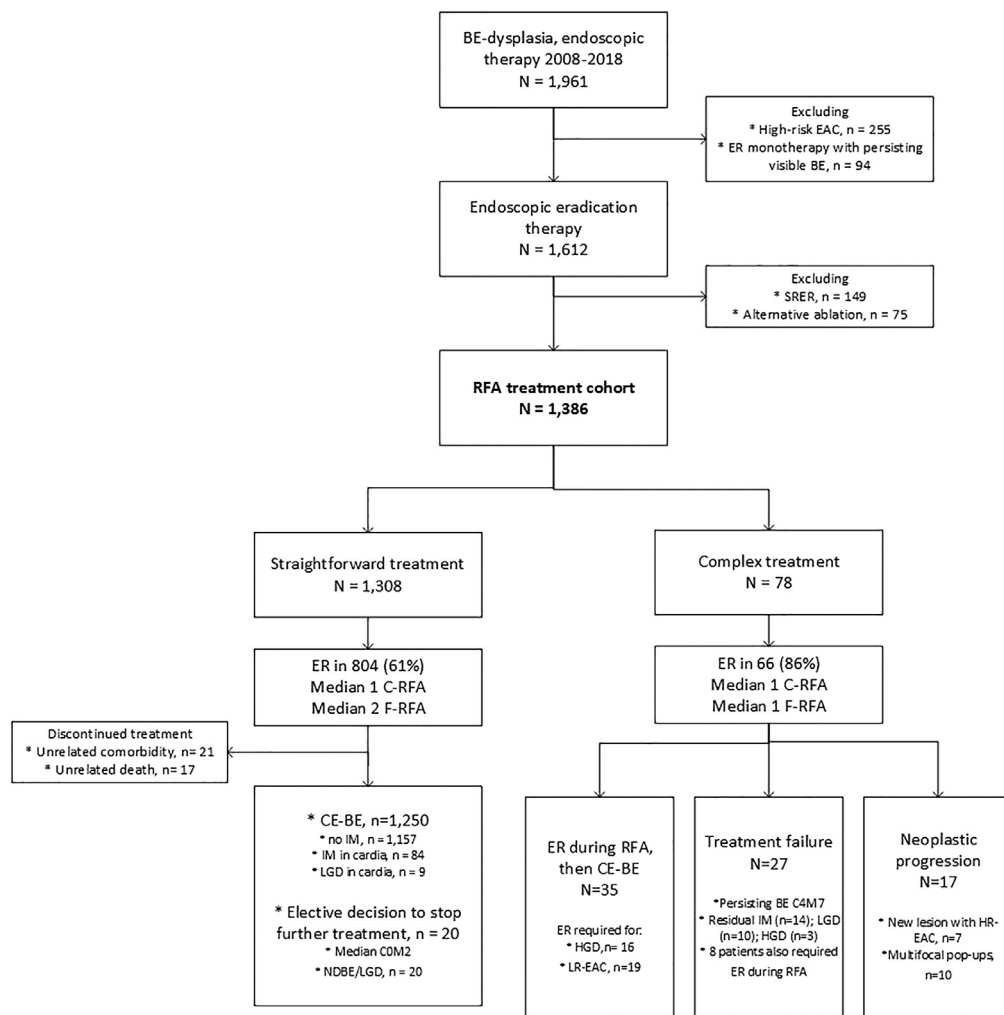 BE-dysplasia, endoscopic
therapy 2008-2018
N = 1,961
Excluding
* High-risk EAC, n = 255
* ER monotherapy with persisting
visible BE, n = 94
Endoscopic eradication
therapy
N = 1,612
Excluding
* SRER, n = 149
* Alternative ablation, n = 75
RFA treatment cohort
N = 1,386
Straightforward treatment
N = 1,308
Complex treatment
N = 78
ER in 804 (61%)
Median 1 C-RFA
Median 2 F-RFA
ER in 66 (86%)
Median 1 C-RFA
Median 1 F-RFA
Discontinued treatment
* Unrelated comorbidity, n= 21
* Unrelated death, n= 17
* CE-BE, n=1,250
* no IM, n = 1,157
* IM in cardia, n = 84
* LGD in cardia, n = 9
* Elective decision to stop
further treatment, n = 20
* Median C0M2
* NDBE/LGD, n = 20
ER during RFA,
then CE-BE
N=35
ER required for:
* HGD,n= 16
* LR-EAC, n=19
Treatment failure
N=27
*Persisting BE C4M7
* Residual IM (n=14); LGD
(n=10); HGD (n=3)
* 8 patients also required
ER during RFA
Neoplastic
progression
N=17
* New lesion with HR-
EAC, n=7
*Multifocal pop-ups,
n=10